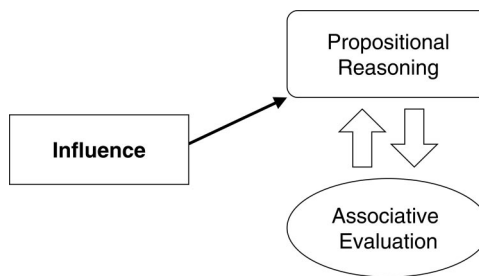 Propositional
Reasoning
Influence
Associative
Evaluation